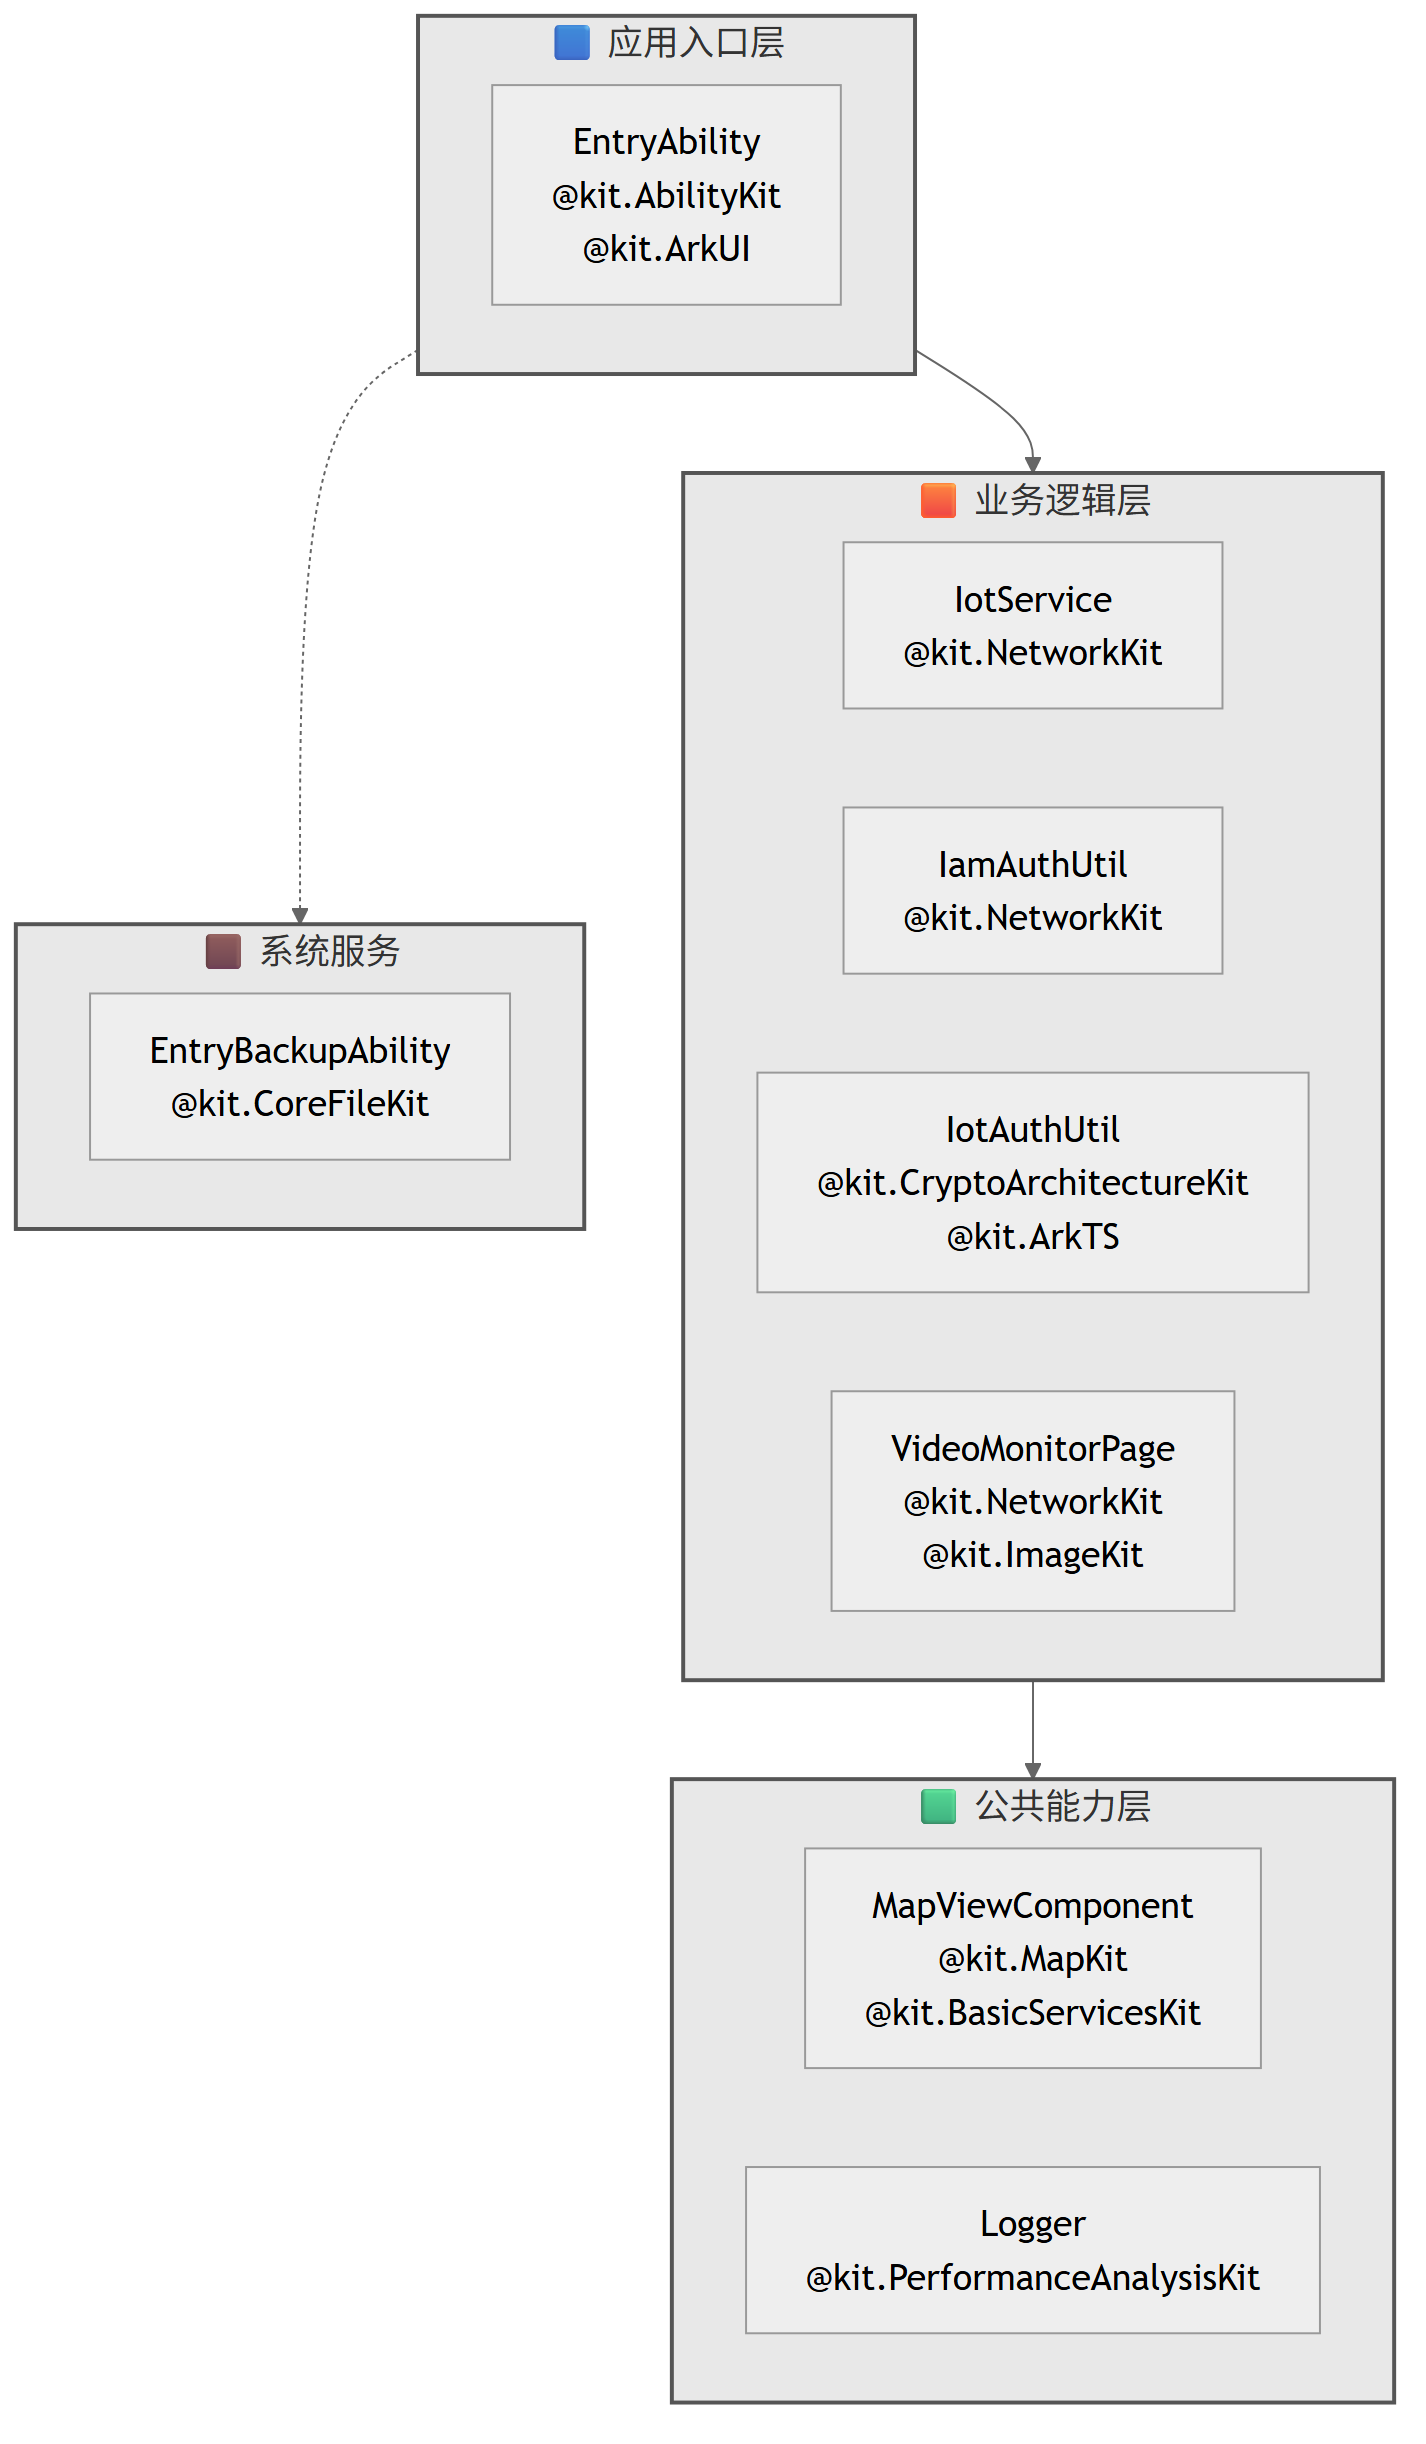 应用入口层
EntryAbility
@kit.AbilityKit
@kit.ArkUI
业务逻辑层
IotService
@kit.NetworkKit
IamAuthUtil
@kit.NetworkKit
IotAuthUtil
@kit.CryptoArchitectureKit
@kit.ArkTS
VideoMonitorPage
@kit.NetworkKit
@kit.ImageKit
系统服务
EntryBackupAbility
@kit.CoreFileKit
公共能力层
MapViewComponent
@kit.MapKit
@kit.BasicServicesKit
Logger
@kit.PerformanceAnalysisKit